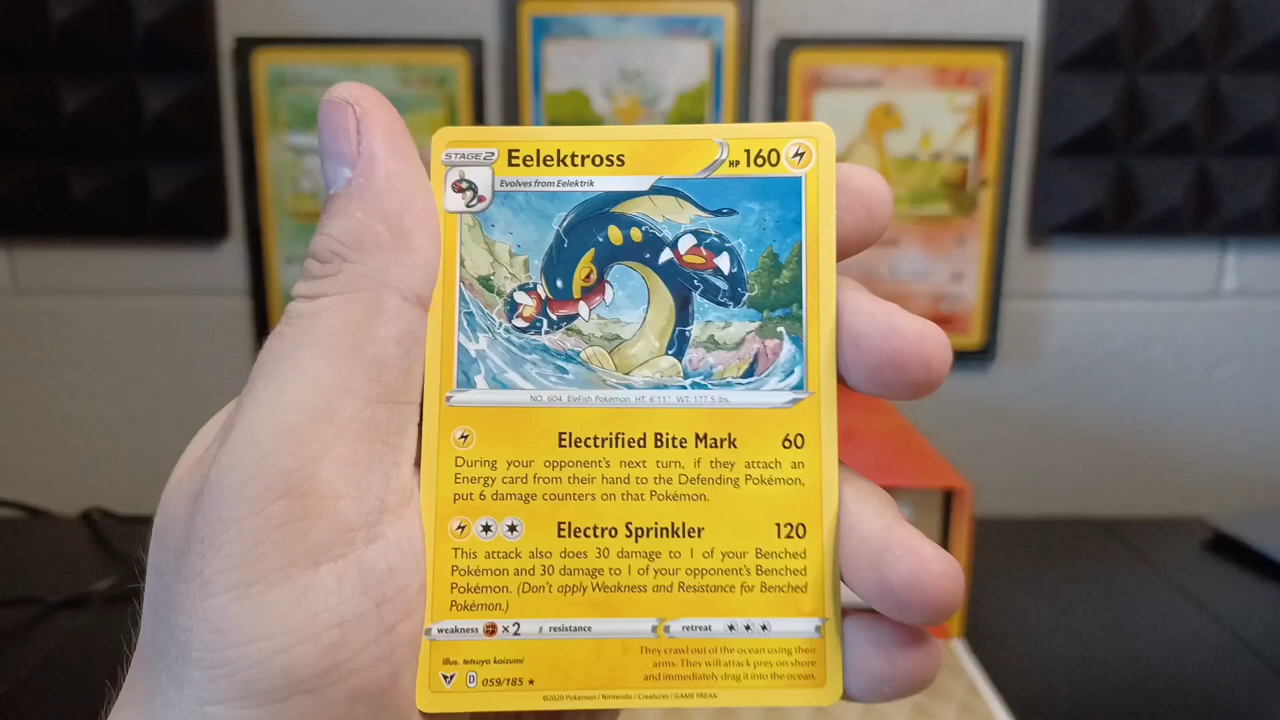 STAGE 2 Eelektross HP 160
Evolves from Eelektrik
NO. 604 EleFish Pokémon HT. 6'11" WT. 177.5 lbs.
Electrified Bite Mark 60
During your opponent's next turn, if they attach an
Energy card from their hand to the Defending Pokémon,
put 6 damage counters on that Pokémon.
Electro Sprinkler 120
This attack also does 30 damage to 1 of your Benched
Pokémon and 30 damage to 1 of your opponent's Benched
Pokémon. (Don't apply Weakness and Resistance for Benched
Pokémon.)
weakness ×2 resistance retreat
Illus. tetsuya koizumi
They crawl out of the ocean using their
arms. They will attack prey on shore
and immediately drag it into the ocean.
D 059/185 ★
©2020 Pokémon / Nintendo / Creatures / GAME FREAK